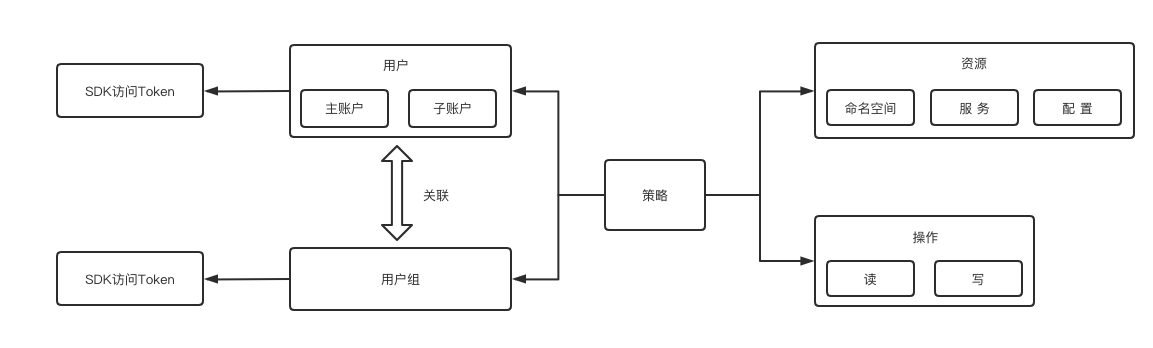 用户
资源
SDK访问Token
主账户
子账户
命名空间
服 务
配 置
关联
策略
操作
SDK访问Token
用户组
读
写